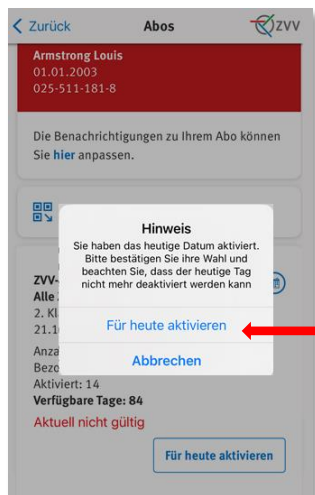 Zurück
Abos
ZVV
Armstrong Louis
01.01.2003
025-511-181-8
Die Benachrichtigungen zu Ihrem Abo können
Sie hier anpassen.
Hinweis
Sie haben das heutige Datum aktiviert.
Bitte bestätigen Sie ihre Wahl und
beachten Sie, dass der heutige Tag
nicht mehr deaktiviert werden kann
Für heute aktivieren
Abbrechen
ZVV-
Alle
2. Kl
21.1
Anza
Bezo
Aktiviert: 14
Verfügbare Tage: 84
Aktuell nicht gültig
Für heute aktivieren